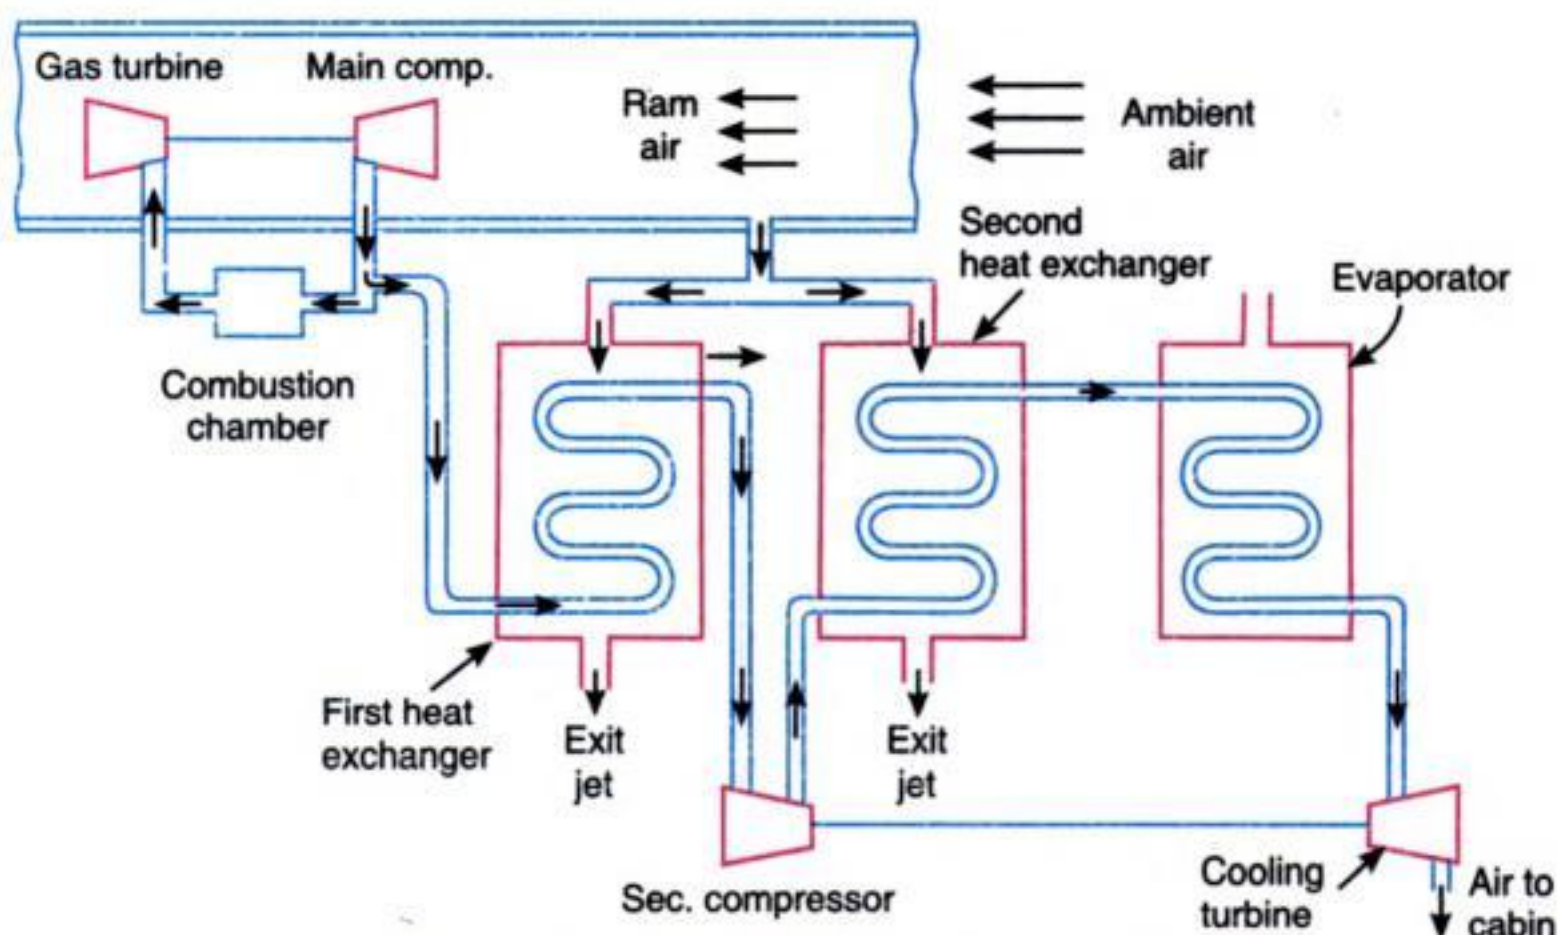 Gas turbine
Main comp.
Ram
air
Ambient
air
Second
heat exchanger
Evaporator
Combustion
chamber
First heat
exchanger
Exit
jet
Exit
jet
Sec. compressor
Cooling
turbine
Air to
cabin